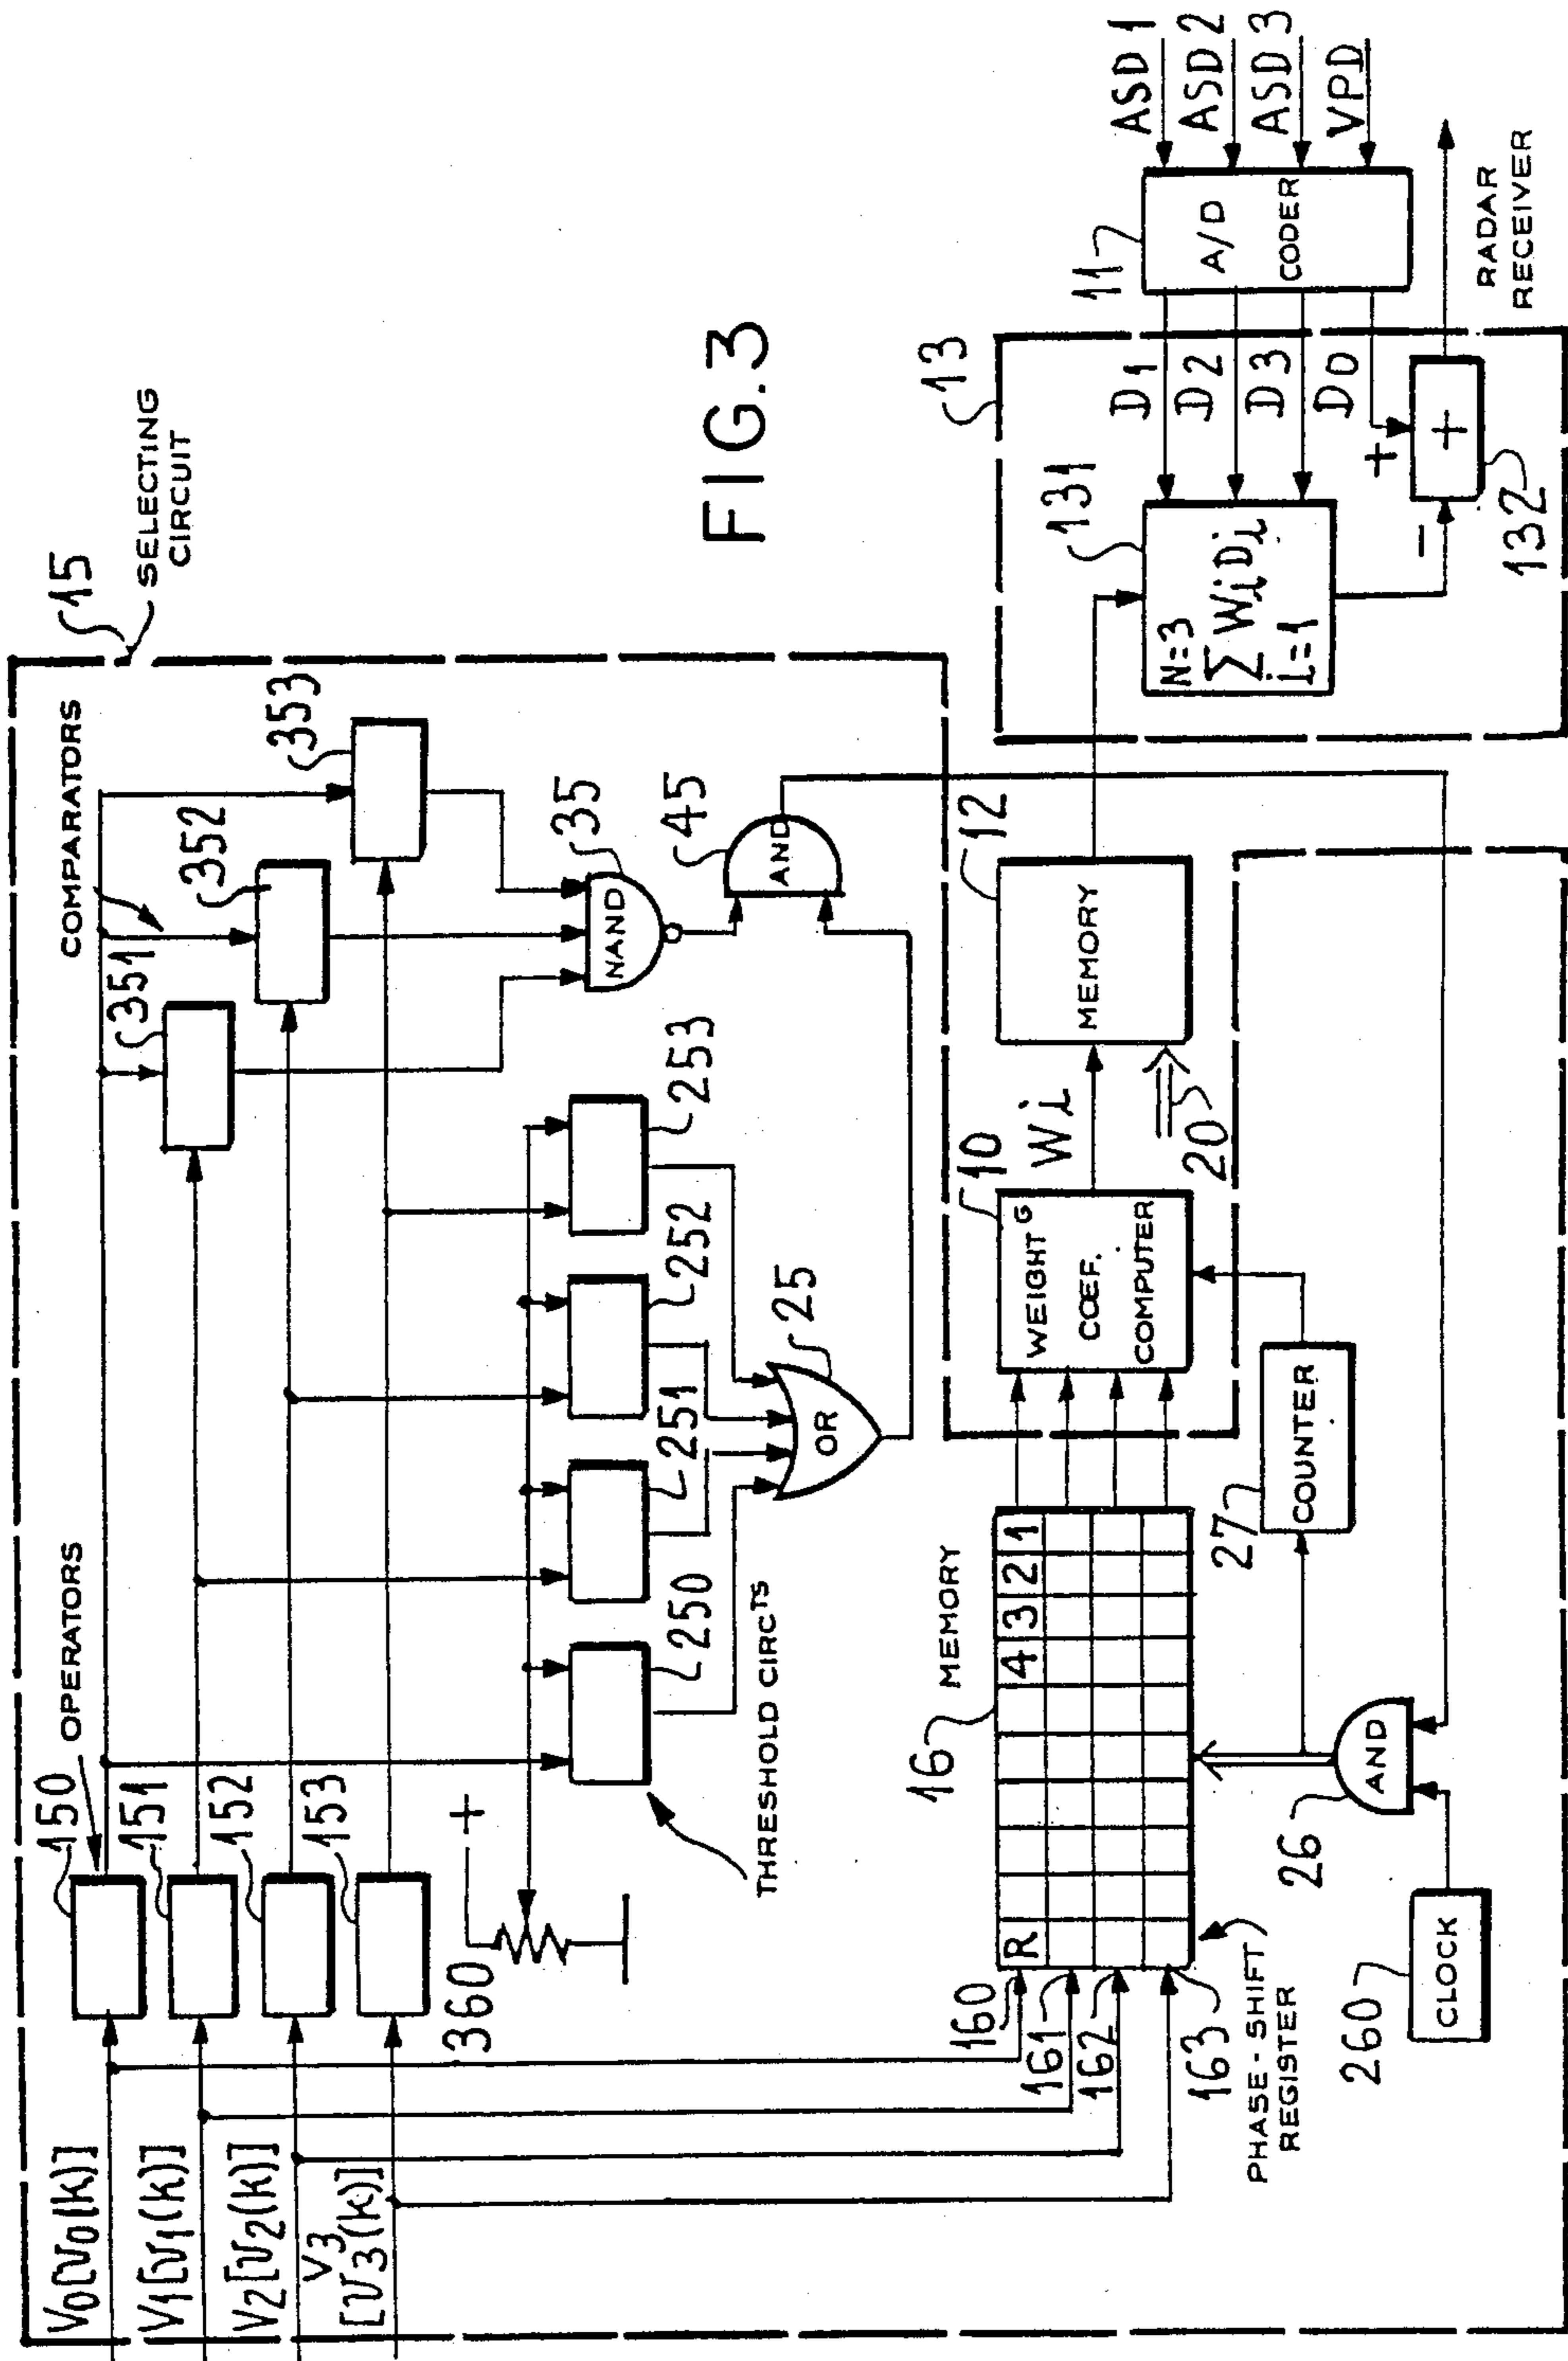 FIG.3
15
SELECTING
CIRCUIT
V0[v0(k)]
V1[v1(k)]
V2[v2(k)]
V3
[v3(k)]
150
OPERATORS
151
152
153
COMPARATORS
351
352
353
360
+
250
251
252
253
THRESHOLD CIRCTS
OR
25
NAND
35
AND
45
16
MEMORY
4 3 2 1
R
160
161
162
163
PHASE-SHIFT
REGISTER
260
CLOCK
AND
26
27
COUNTER
10
WEIGHTG
COEF.
COMPUTER
Wi
20
12
MEMORY
13
131
N=3
∑ WiDi
i=1
D1
D2
D3
D0
+
−
+
132
11
A/D
CODER
ASD1
ASD2
ASD3
VPD
RADAR
RECEIVER